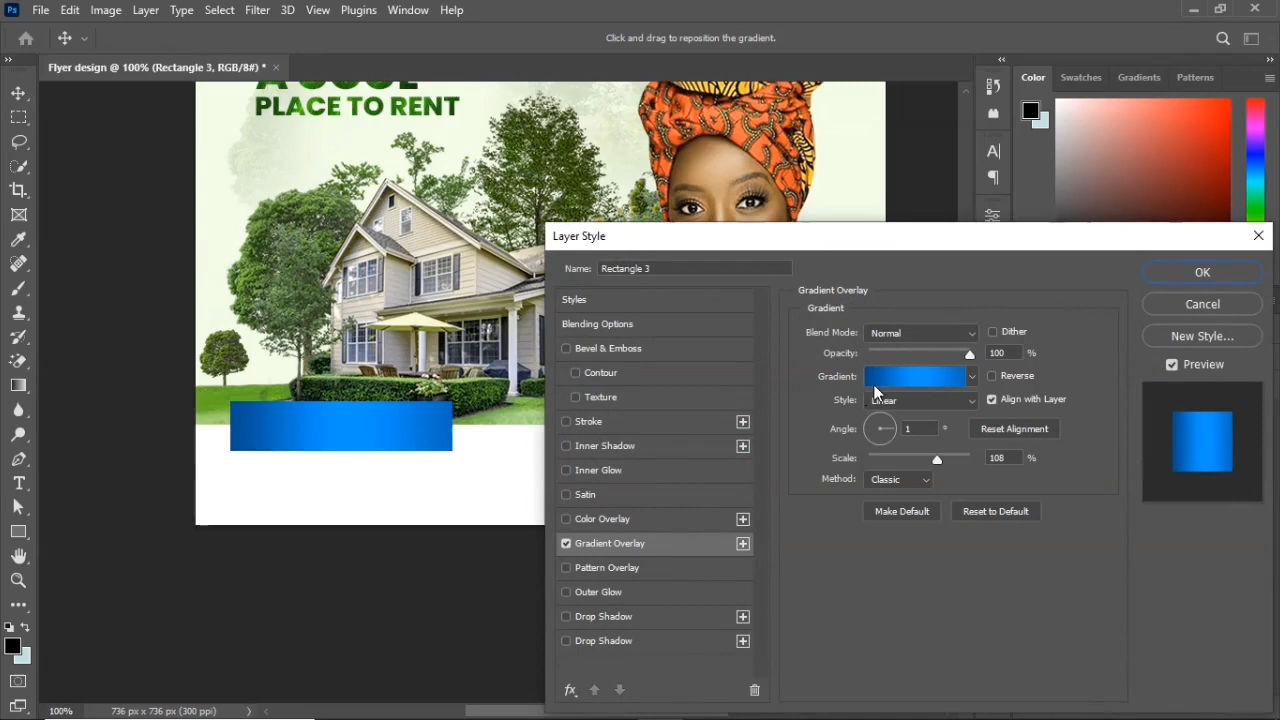 Ps File Edit Image Layer Type Select Filter 3D View Plugins Window Help
Click and drag to reposition the gradient.
Flyer design @ 100% (Rectangle 3, RGB/8#) *
Color Swatches Gradients Patterns
A COOL
PLACE TO RENT
Layer Style
Name: Rectangle 3
Styles
Blending Options
Bevel & Emboss
Contour
Texture
Stroke
Inner Shadow
Inner Glow
Satin
Color Overlay
Gradient Overlay
Pattern Overlay
Outer Glow
Drop Shadow
Drop Shadow
fx
Gradient Overlay
Gradient
Blend Mode: Normal Dither
Opacity: 100 %
Gradient: Reverse
Style: Linear Align with Layer
Angle: 1 ° Reset Alignment
Scale: 108 %
Method: Classic
Make Default Reset to Default
OK
Cancel
New Style...
Preview
100% 736 px x 736 px (300 ppi)